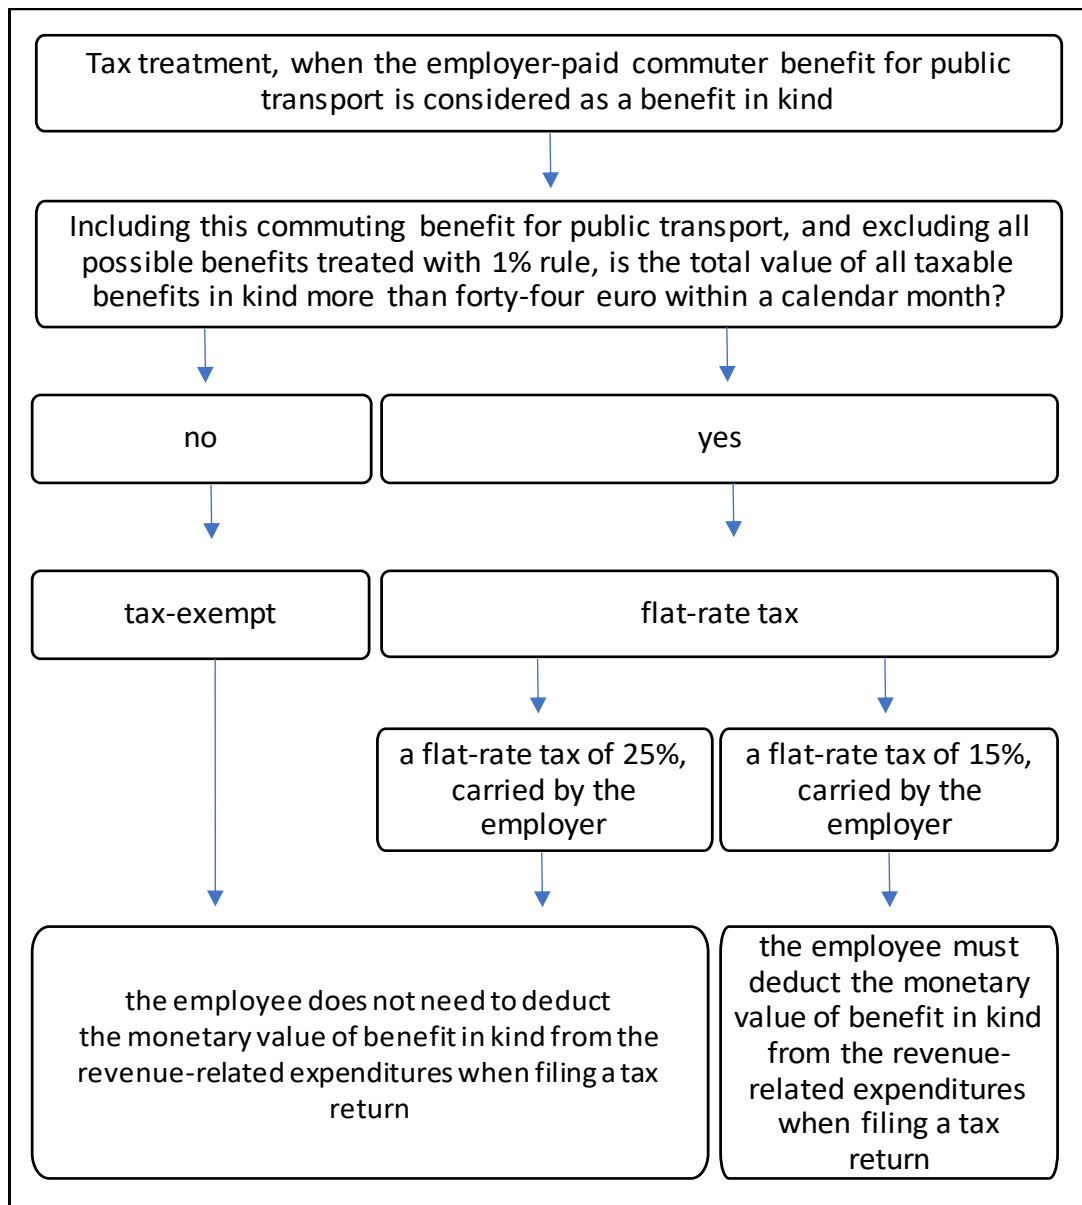 Tax treatment, when the employer-paid commuter benefit for public
transport is considered as a benefit in kind
Including this commuting benefit for public transport, and excluding all
possible benefits treated with 1% rule, is the total value of all taxable
benefits in kind more than forty-four euro within a calendar month?
no
yes
tax-exempt
flat-rate tax
a flat-rate tax of 25%,
carried by the
employer
a flat-rate tax of 15%,
carried by the
employer
the employee does not need to deduct
the monetary value of benefit in kind from the
revenue-related expenditures when filing a tax
return
the employee must
deduct the monetary
value of benefit in kind
from the revenue-
related expenditures
when filing a tax
return